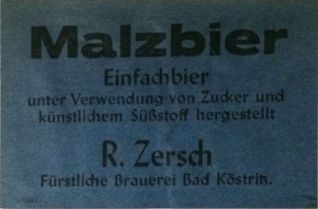 Malzbier
Einfachbier
unter Verwendung von Zucker und
künstlichem Süßstoff hergestellt
R. Zersch
Fürstliche Brauerei Bad Köstritz.